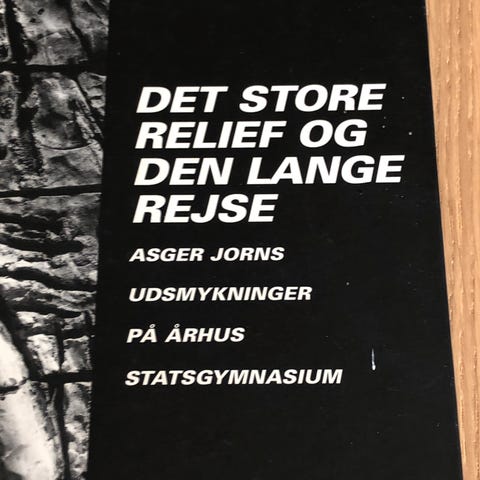 DET STORE
RELIEF OG
DEN LANGE
REJSE
ASGER JORNS
UDSMYKNINGER
PÅ ÅRHUS
STATSGYMNASIUM